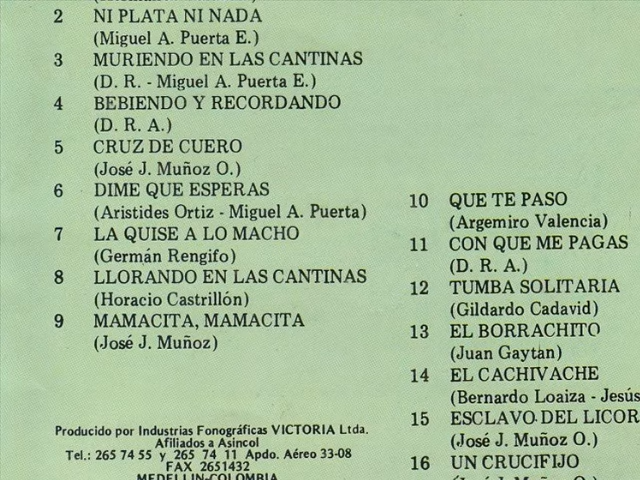 2 NI PLATA NI NADA
(Miguel A. Puerta E.)
3 MURIENDO EN LAS CANTINAS
(D. R. - Miguel A. Puerta E.)
4 BEBIENDO Y RECORDANDO
(D. R. A.)
5 CRUZ DE CUERO
(José J. Muñoz O.)
6 DIME QUE ESPERAS
(Aristides Ortiz - Miguel A. Puerta)
7 LA QUISE A LO MACHO
(Germán Rengifo)
8 LLORANDO EN LAS CANTINAS
(Horacio Castrillón)
9 MAMACITA, MAMACITA
(José J. Muñoz)
Producido por Industrias Fonográficas VICTORIA Ltda.
Afiliados a Asincol
Tel.: 265 74 55 y 265 74 11 Apdo. Aéreo 33-08
FAX 2651432
MEDELLIN-COLOMBIA
10 QUE TE PASO
(Argemiro Valencia)
11 CON QUE ME PAGAS
(D. R. A.)
12 TUMBA SOLITARIA
(Gildardo Cadavid)
13 EL BORRACHITO
(Juan Gaytán)
14 EL CACHIVACHE
(Bernardo Loaiza - Jesús
15 ESCLAVO DEL LICOR
(José J. Muñoz O.)
16 UN CRUCIFIJO
(José J. Muñoz O.)